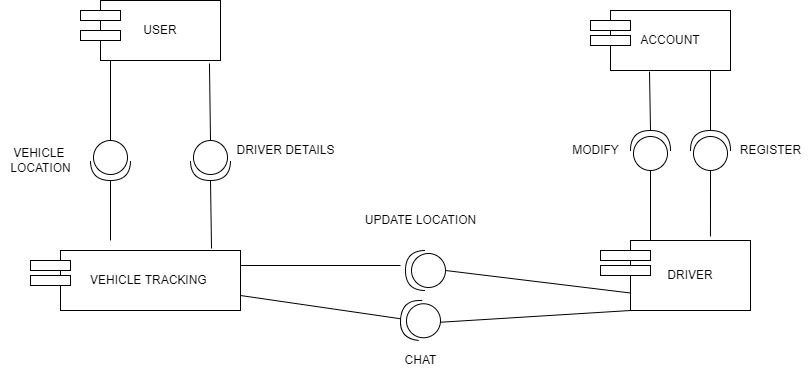 USER
ACCOUNT
VEHICLE
LOCATION
DRIVER DETAILS
MODIFY
REGISTER
UPDATE LOCATION
VEHICLE TRACKING
DRIVER
CHAT